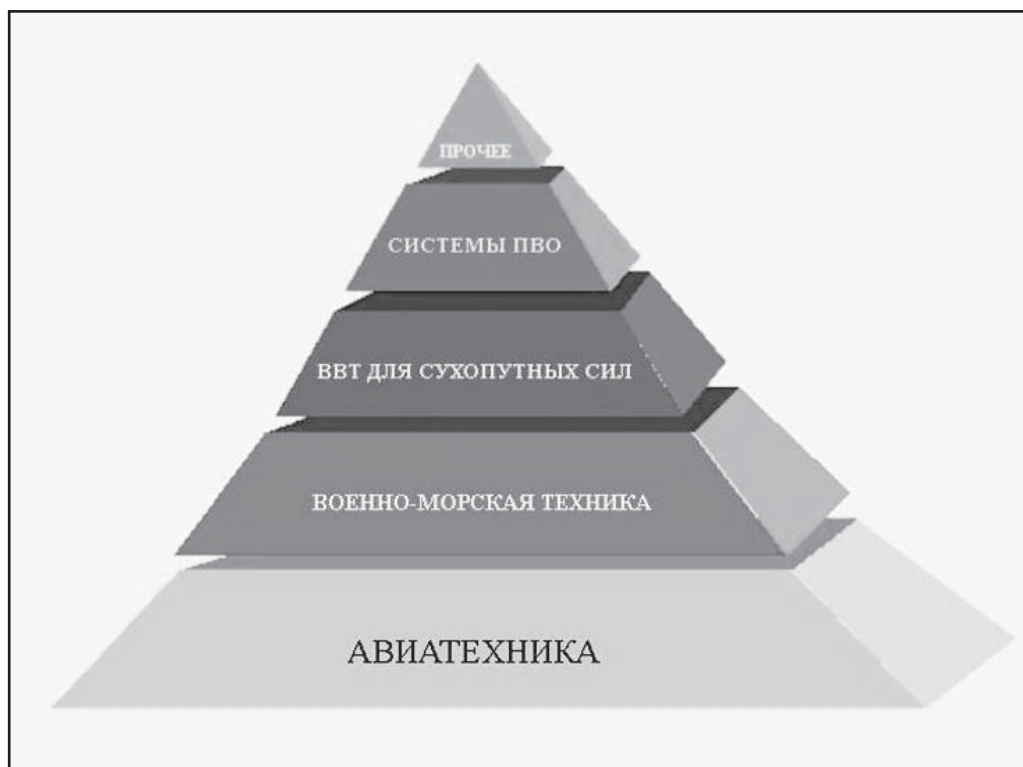 ПРОЧЕЕ
СИСТЕМЫ ПВО
ВВТ ДЛЯ СУХОПУТНЫХ СИЛ
ВОЕННО-МОРСКАЯ ТЕХНИКА
АВИАТЕХНИКА